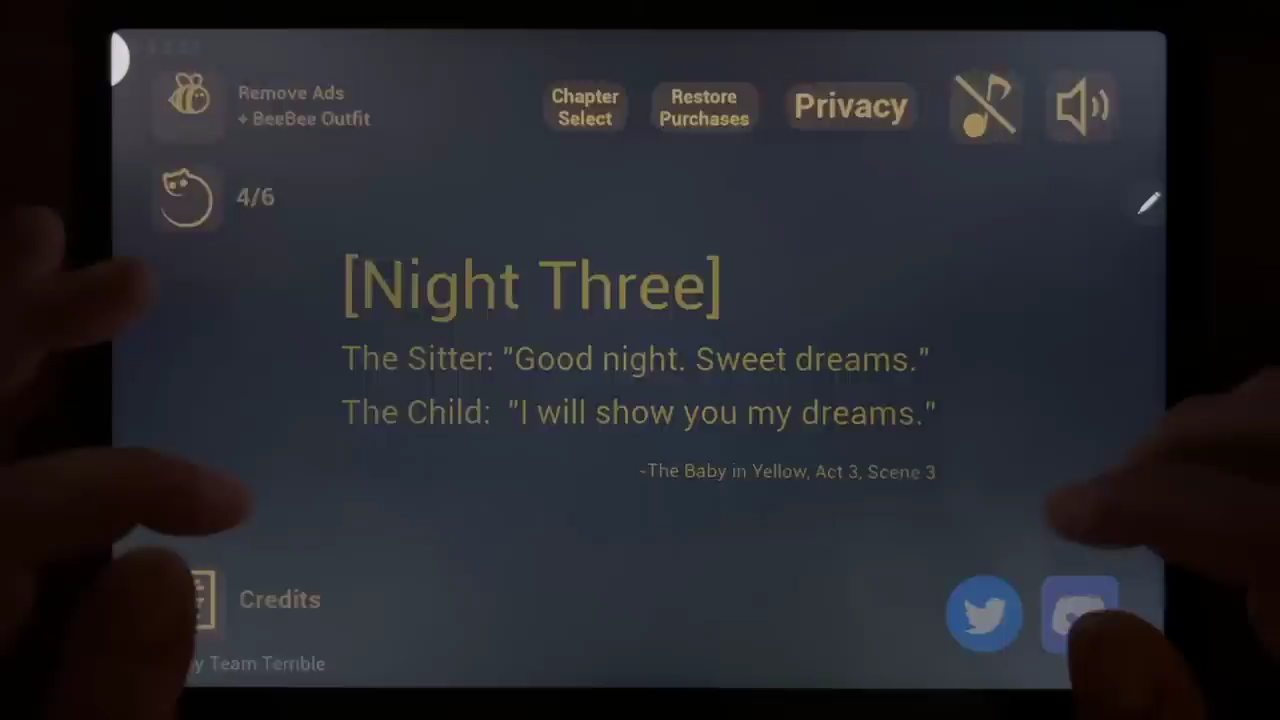 Remove Ads
+ BeeBee Outfit
Chapter
Select
Restore
Purchases
Privacy
4/6
[Night Three]
The Sitter: "Good night. Sweet dreams."
The Child: "I will show you my dreams."
-The Baby in Yellow, Act 3, Scene 3
Credits
y Team Terrible